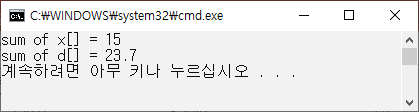 C:\WINDOWS\system32\cmd.exe
sum of x[] = 15
sum of d[] = 23.7
계속하려면 아무 키나 누르십시오 . . .